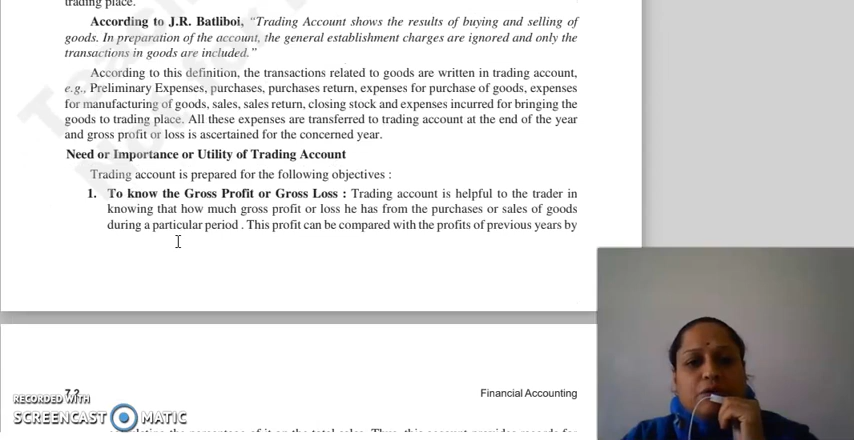 trading place.
According to J.R. Batliboi, “Trading Account shows the results of buying and selling of
goods. In preparation of the account, the general establishment charges are ignored and only the
transactions in goods are included.”
According to this definition, the transactions related to goods are written in trading account,
e.g., Preliminary Expenses, purchases, purchases return, expenses for purchase of goods, expenses
for manufacturing of goods, sales, sales return, closing stock and expenses incurred for bringing the
goods to trading place. All these expenses are transferred to trading account at the end of the year
and gross profit or loss is ascertained for the concerned year.
Need or Importance or Utility of Trading Account
Trading account is prepared for the following objectives :
1. To know the Gross Profit or Gross Loss : Trading account is helpful to the trader in
knowing that how much gross profit or loss he has from the purchases or sales of goods
during a particular period . This profit can be compared with the profits of previous years by
7.2
Financial Accounting
RECORDED WITH
SCREENCAST MATIC